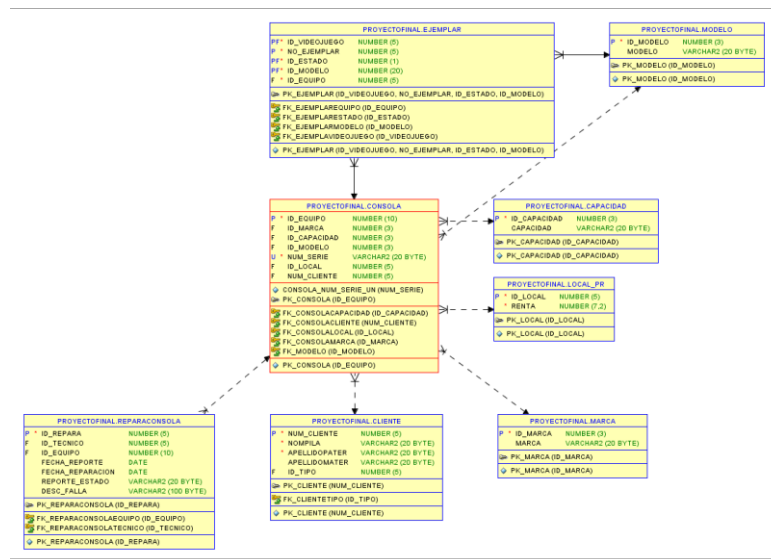 PROYECTOFINAL.EJEMPLAR
PF* ID_VIDEOJUEGO NUMBER (5)
P * NO_EJEMPLAR NUMBER (5)
PF* ID_ESTADO NUMBER (1)
PF* ID_MODELO NUMBER (20)
F * ID_EQUIPO NUMBER (5)
PK_EJEMPLAR (ID_VIDEOJUEGO, NO_EJEMPLAR, ID_ESTADO, ID_MODELO)
FK_EJEMPLAREQUIPO (ID_EQUIPO)
FK_EJEMPLARESTADO (ID_ESTADO)
FK_EJEMPLARMODELO (ID_MODELO)
FK_EJEMPLAVIDEOJUEGO (ID_VIDEOJUEGO)
PK_EJEMPLAR (ID_VIDEOJUEGO, NO_EJEMPLAR, ID_ESTADO, ID_MODELO)
PROYECTOFINAL.MODELO
P * ID_MODELO NUMBER (3)
MODELO VARCHAR2 (20 BYTE)
PK_MODELO (ID_MODELO)
PK_MODELO (ID_MODELO)
PROYECTOFINAL.CONSOLA
P * ID_EQUIPO NUMBER (10)
F ID_MARCA NUMBER (3)
F ID_CAPACIDAD NUMBER (3)
F ID_MODELO NUMBER (3)
U * NUM_SERIE VARCHAR2 (20 BYTE)
F ID_LOCAL NUMBER (5)
F NUM_CLIENTE NUMBER (5)
CONSOLA_NUM_SERIE_UN (NUM_SERIE)
PK_CONSOLA (ID_EQUIPO)
FK_CONSOLACAPACIDAD (ID_CAPACIDAD)
FK_CONSOLACLIENTE (NUM_CLIENTE)
FK_CONSOLALOCAL (ID_LOCAL)
FK_CONSOLAMARCA (ID_MARCA)
FK_MODELO (ID_MODELO)
PK_CONSOLA (ID_EQUIPO)
PROYECTOFINAL.CAPACIDAD
P * ID_CAPACIDAD NUMBER (3)
CAPACIDAD VARCHAR2 (20 BYTE)
PK_CAPACIDAD (ID_CAPACIDAD)
PK_CAPACIDAD (ID_CAPACIDAD)
PROYECTOFINAL.LOCAL_PR
P * ID_LOCAL NUMBER (5)
* RENTA NUMBER (7,2)
PK_LOCAL (ID_LOCAL)
PK_LOCAL (ID_LOCAL)
PROYECTOFINAL.REPARACONSOLA
P * ID_REPARA NUMBER (5)
F ID_TECNICO NUMBER (5)
F ID_EQUIPO NUMBER (10)
FECHA_REPORTE DATE
FECHA_REPARACION DATE
REPORTE_ESTADO VARCHAR2 (20 BYTE)
DESC_FALLA VARCHAR2 (100 BYTE)
PK_REPARACONSOLA (ID_REPARA)
FK_REPARACONSOLAEQUIPO (ID_EQUIPO)
FK_REPARACONSOLATECNICO (ID_TECNICO)
PK_REPARACONSOLA (ID_REPARA)
PROYECTOFINAL.CLIENTE
P * NUM_CLIENTE NUMBER (5)
* NOMPILA VARCHAR2 (20 BYTE)
* APELLIDOPATER VARCHAR2 (20 BYTE)
APELLIDOMATER VARCHAR2 (20 BYTE)
F ID_TIPO NUMBER (5)
PK_CLIENTE (NUM_CLIENTE)
FK_CLIENTETIPO (ID_TIPO)
PK_CLIENTE (NUM_CLIENTE)
PROYECTOFINAL.MARCA
P * ID_MARCA NUMBER (3)
MARCA VARCHAR2 (20 BYTE)
PK_MARCA (ID_MARCA)
PK_MARCA (ID_MARCA)